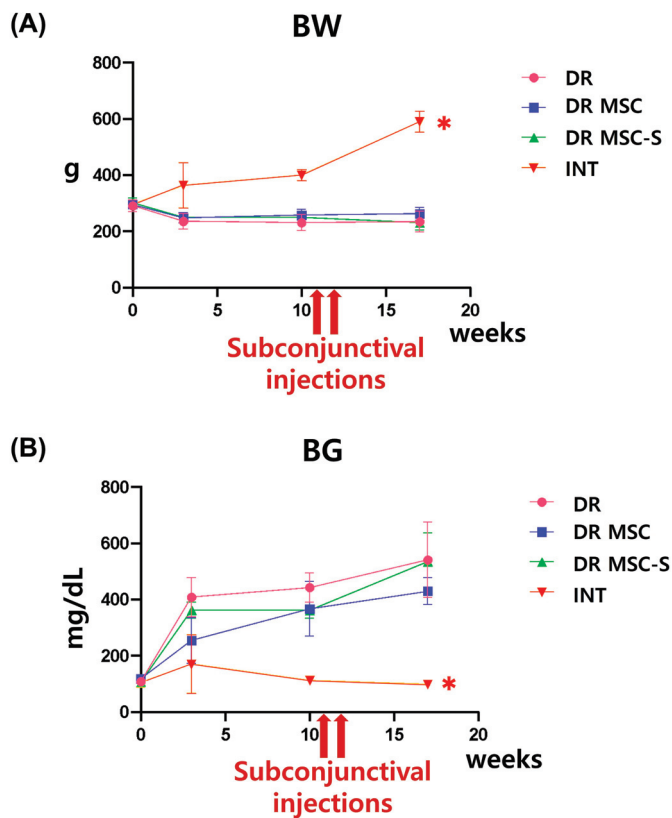 (A)
BW
800
600
400
200
0
g
0
5
10
15
20
weeks
Subconjunctival
injections
DR
DR MSC
DR MSC-S
INT
*
(B)
BG
800
600
400
200
0
mg/dL
0
5
10
15
20
weeks
Subconjunctival
injections
DR
DR MSC
DR MSC-S
INT
*